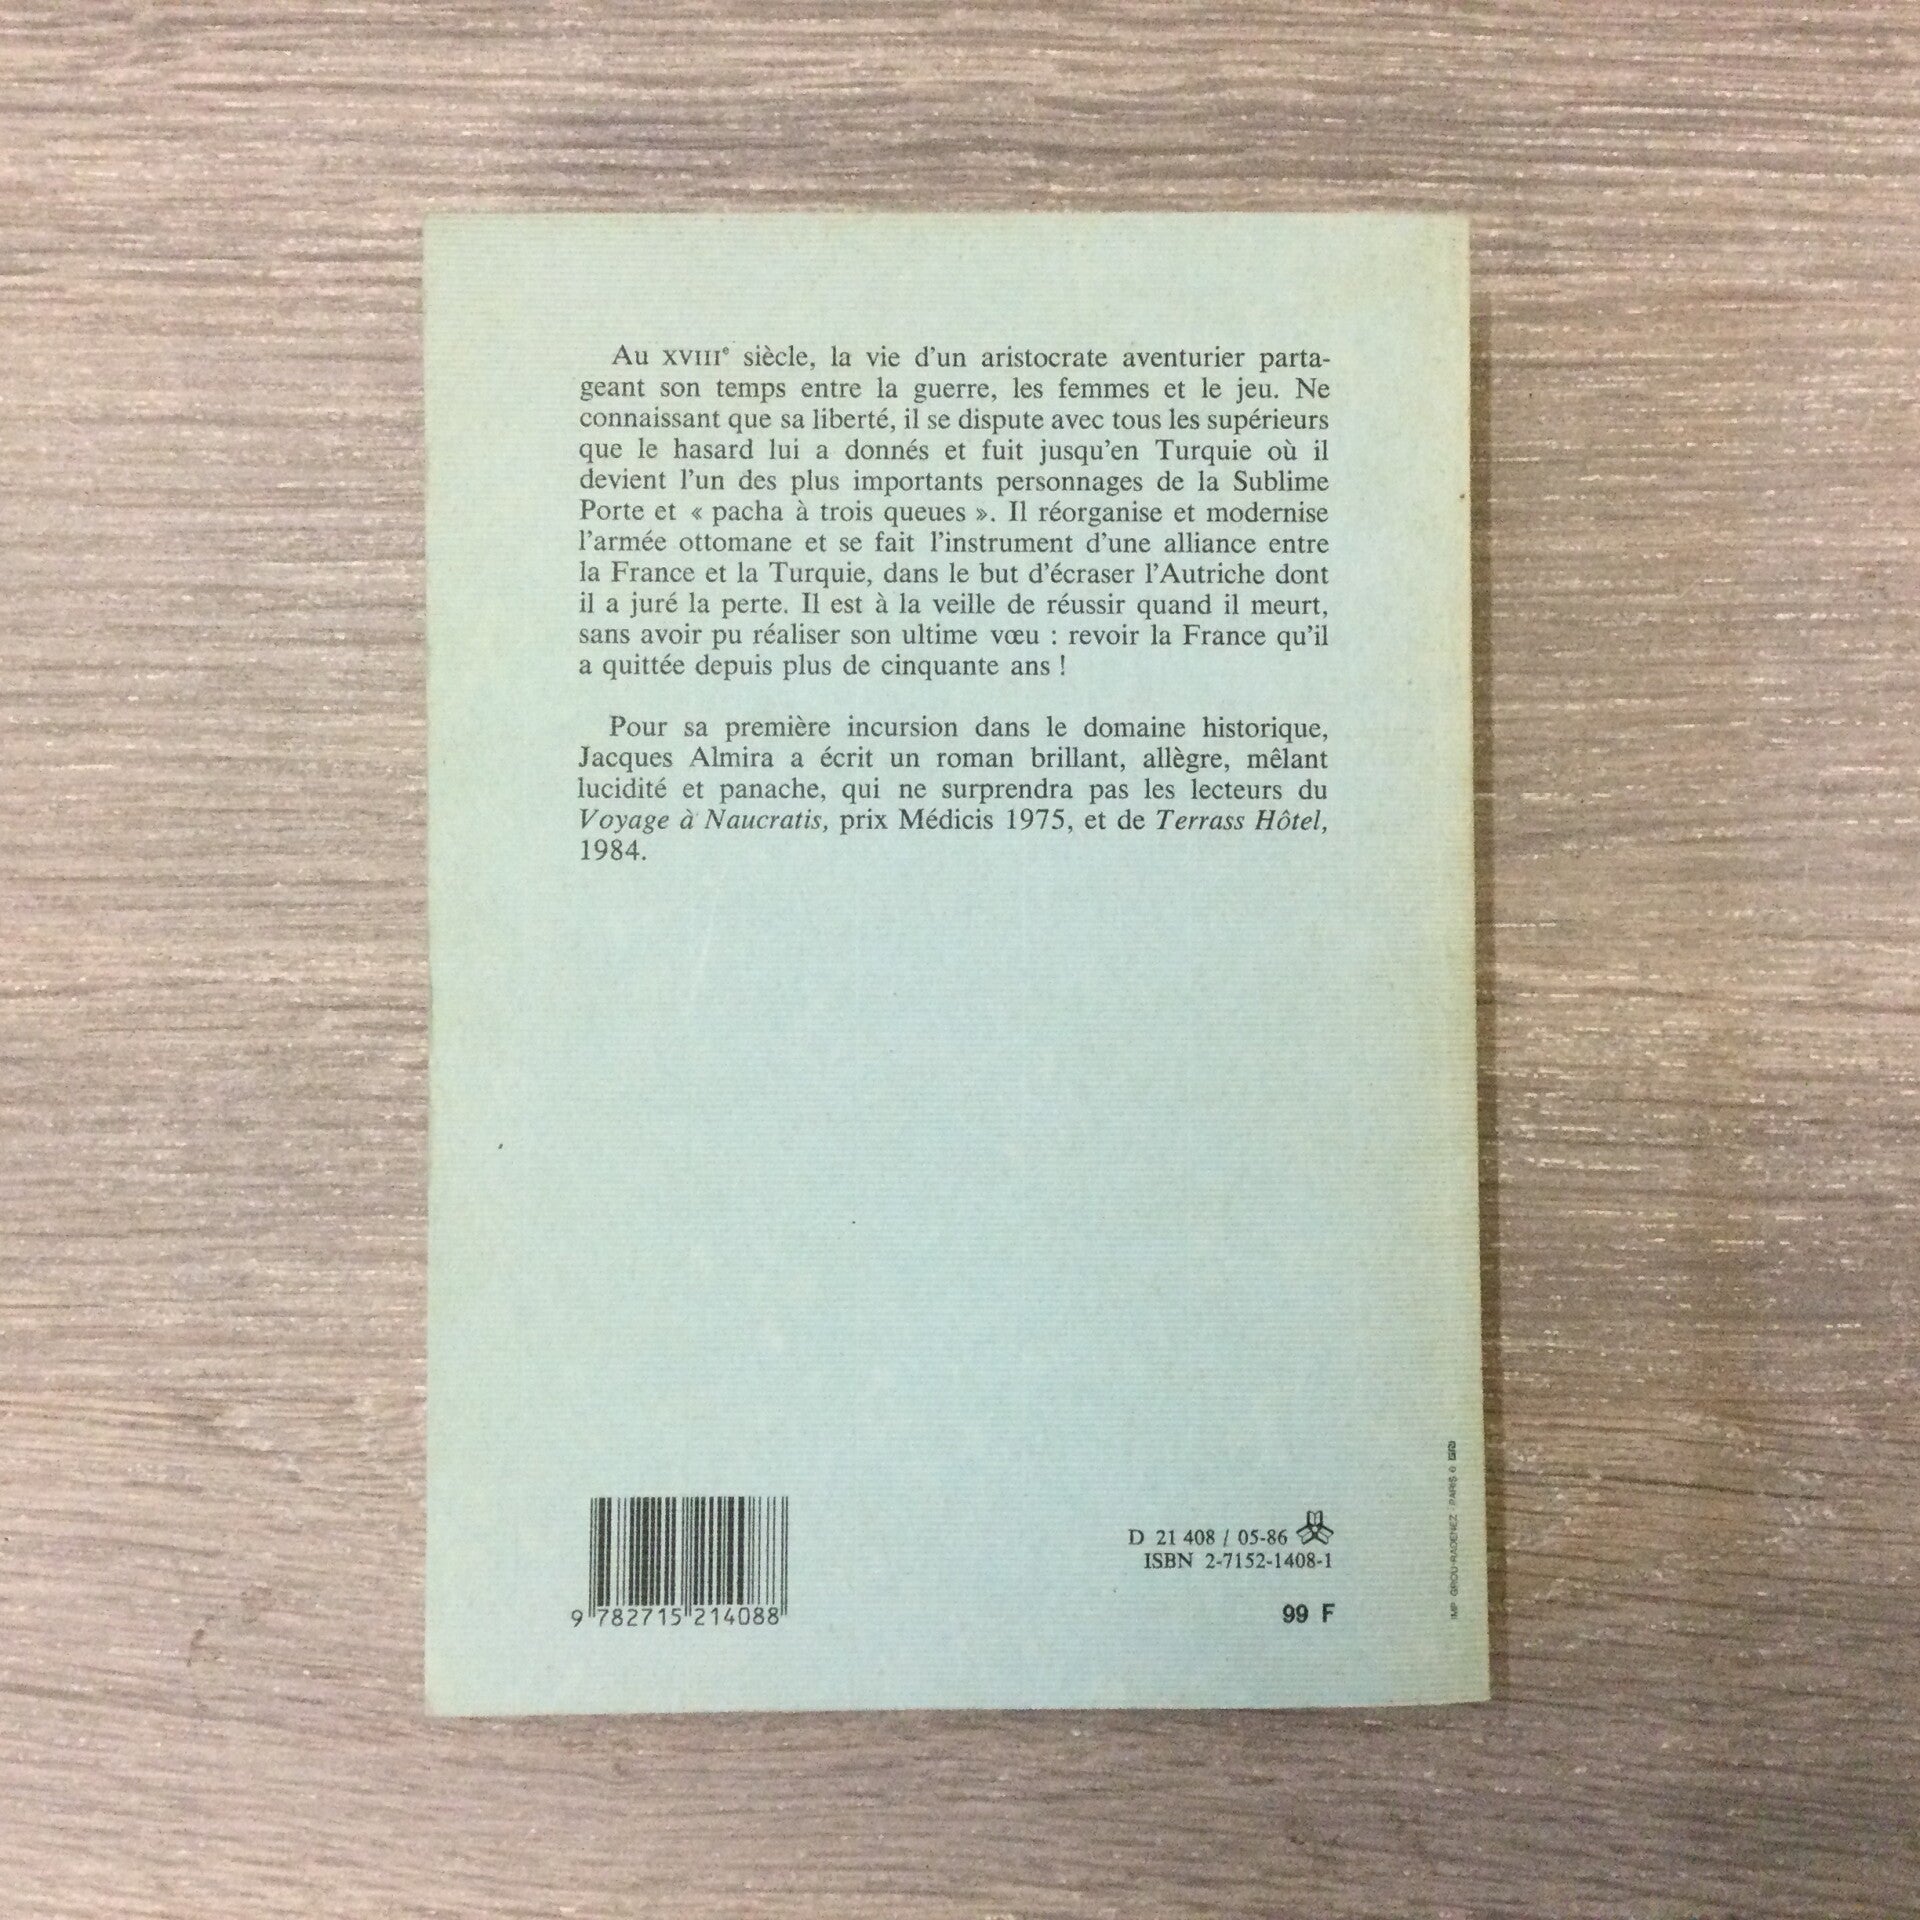 Au XVIIIe siècle, la vie d'un aristocrate aventurier parta-
geant son temps entre la guerre, les femmes et le jeu. Ne
connaissant que sa liberté, il se dispute avec tous les supérieurs
que le hasard lui a donnés et fuit jusqu'en Turquie où il
devient l'un des plus importants personnages de la Sublime
Porte et « pacha à trois queues ». Il réorganise et modernise
l'armée ottomane et se fait l'instrument d'une alliance entre
la France et la Turquie, dans le but d'écraser l'Autriche dont
il a juré la perte. Il est à la veille de réussir quand il meurt,
sans avoir pu réaliser son ultime vœu : revoir la France qu'il
a quittée depuis plus de cinquante ans !
Pour sa première incursion dans le domaine historique,
Jacques Almira a écrit un roman brillant, allègre, mêlant
lucidité et panache, qui ne surprendra pas les lecteurs du
Voyage à Naucratis, prix Médicis 1975, et de Terrass Hôtel,
1984.
9 782715 214088
D 21 408 / 05-86
ISBN 2-7152-1408-1
99 F
IMP. GROU-RADENEZ - PARIS 6